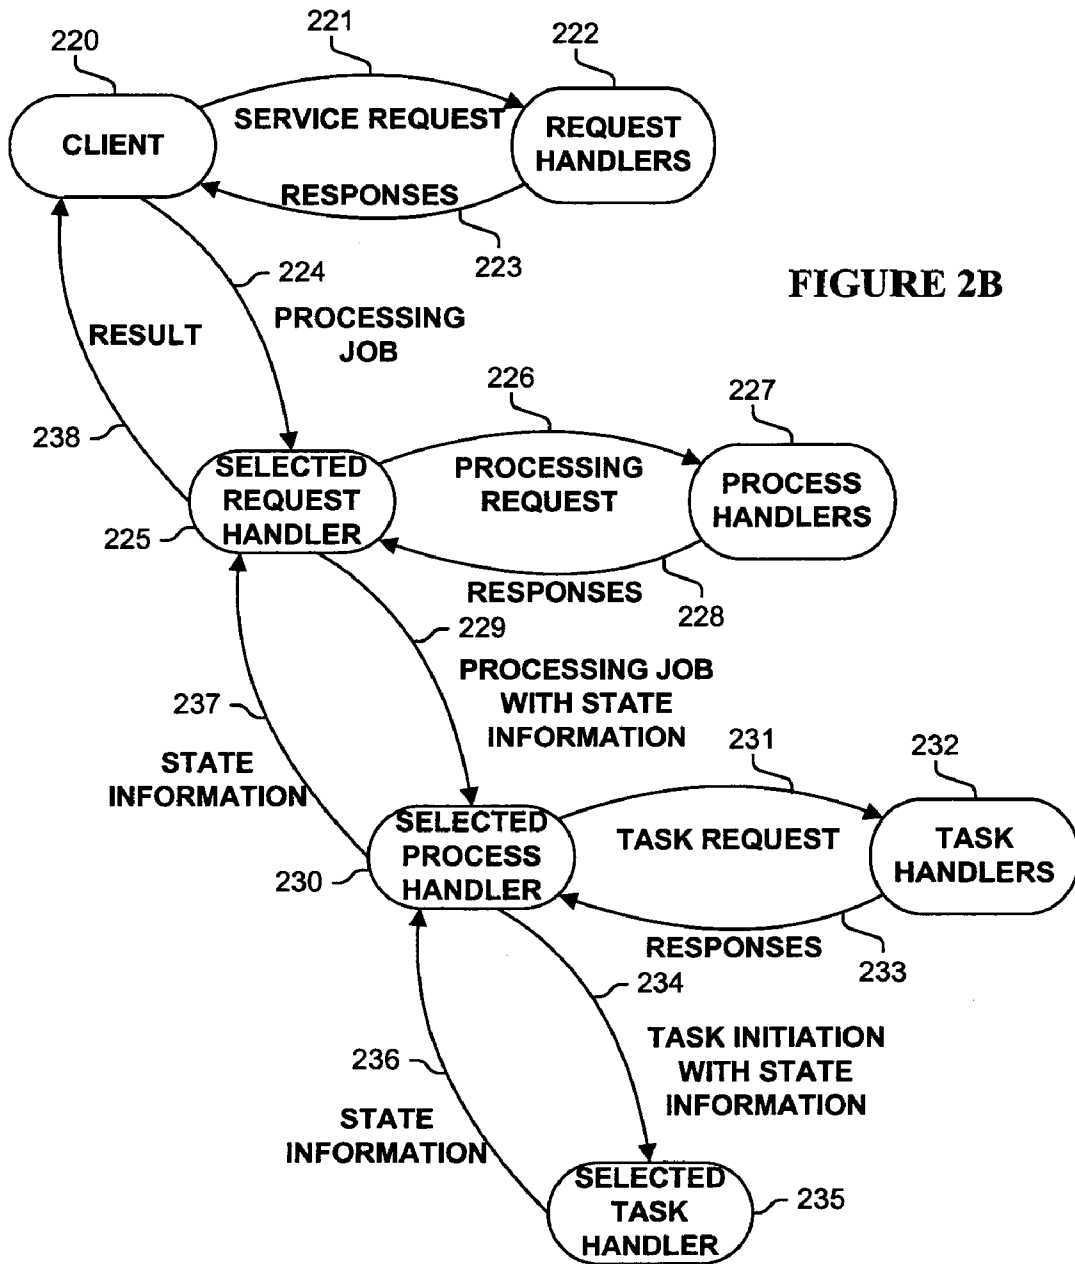 220
221
222
CLIENT
SERVICE REQUEST
REQUEST
HANDLERS
RESPONSES
223
224
FIGURE 2B
RESULT
PROCESSING
JOB
226
227
238
SELECTED
REQUEST
HANDLER
PROCESSING
REQUEST
PROCESS
HANDLERS
225
RESPONSES
228
229
237
PROCESSING JOB
WITH STATE
INFORMATION
STATE
INFORMATION
231
232
SELECTED
PROCESS
HANDLER
TASK REQUEST
TASK
HANDLERS
230
RESPONSES
233
234
236
TASK INITIATION
WITH STATE
INFORMATION
STATE
INFORMATION
SELECTED
TASK
HANDLER
235